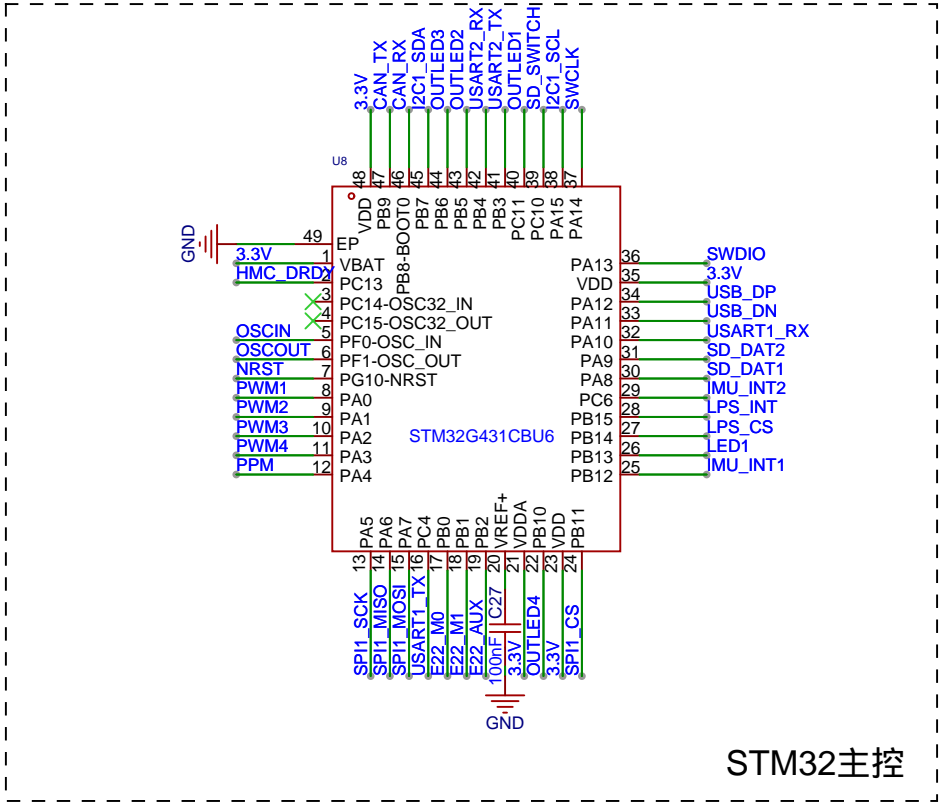 3.3V
CAN_TX
CAN_RX
I2C1_SDA
OUTLED3
OUTLED2
USART2_RX
USART2_TX
OUTLED1
SD_SWITCH
I2C1_SCL
SWCLK
U8
48
47
46
45
44
43
42
41
40
39
38
37
VDD
PB9
PB8-BOOT0
PB7
PB6
PB5
PB4
PB3
PC11
PC10
PA15
PA14
GND
49 EP
3.3V 1 VBAT
HMC_DRDY 2 PC13
3 PC14-OSC32_IN
4 PC15-OSC32_OUT
OSCIN 5 PF0-OSC_IN
OSCOUT 6 PF1-OSC_OUT
NRST 7 PG10-NRST
PWM1 8 PA0
PWM2 9 PA1
PWM3 10 PA2
PWM4 11 PA3
PPM 12 PA4
STM32G431CBU6
PA13 36 SWDIO
VDD 35 3.3V
PA12 34 USB_DP
PA11 33 USB_DN
PA10 32 USART1_RX
PA9 31 SD_DAT2
PA8 30 SD_DAT1
PC6 29 IMU_INT2
PB15 28 LPS_INT
PB14 27 LPS_CS
PB13 26 LED1
PB12 25 IMU_INT1
PA5
PA6
PA7
PC4
PB0
PB1
PB2
VREF+
VDDA
PB10
VDD
PB11
13
14
15
16
17
18
19
20
21
22
23
24
SPI1_SCK
SPI1_MISO
SPI1_MOSI
USART1_TX
E22_M0
E22_M1
E22_AUX
C27
100nF
3.3V
OUTLED4
3.3V
SPI1_CS
GND
STM32主控